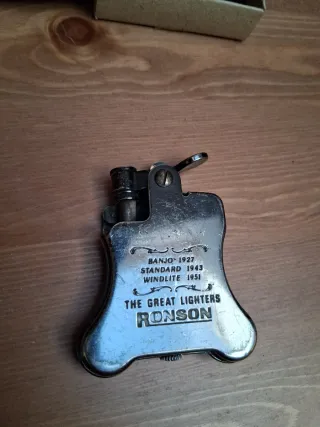 BANJO 1927
STANDARD 1943
WINDLITE 1951
THE GREAT LIGHTERS
RONSON